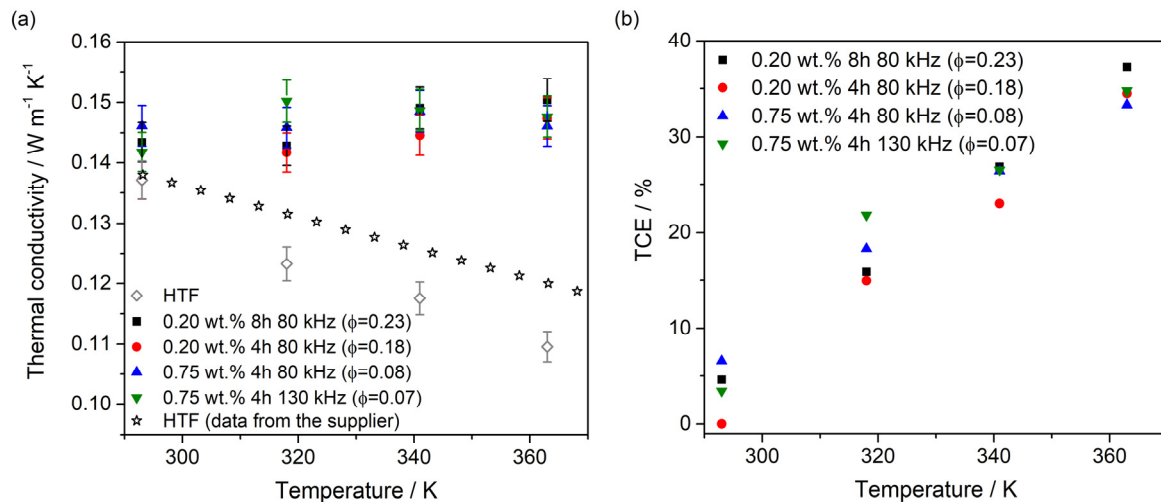 (a)
0.16
0.15
0.14
0.13
0.12
0.11
0.10
Thermal conductivity / W m⁻¹ K⁻¹
HTF
0.20 wt.% 8h 80 kHz (ϕ=0.23)
0.20 wt.% 4h 80 kHz (ϕ=0.18)
0.75 wt.% 4h 80 kHz (ϕ=0.08)
0.75 wt.% 4h 130 kHz (ϕ=0.07)
HTF (data from the supplier)
300 320 340 360
Temperature / K
(b)
40
30
20
10
0
TCE / %
0.20 wt.% 8h 80 kHz (ϕ=0.23)
0.20 wt.% 4h 80 kHz (ϕ=0.18)
0.75 wt.% 4h 80 kHz (ϕ=0.08)
0.75 wt.% 4h 130 kHz (ϕ=0.07)
300 320 340 360
Temperature / K